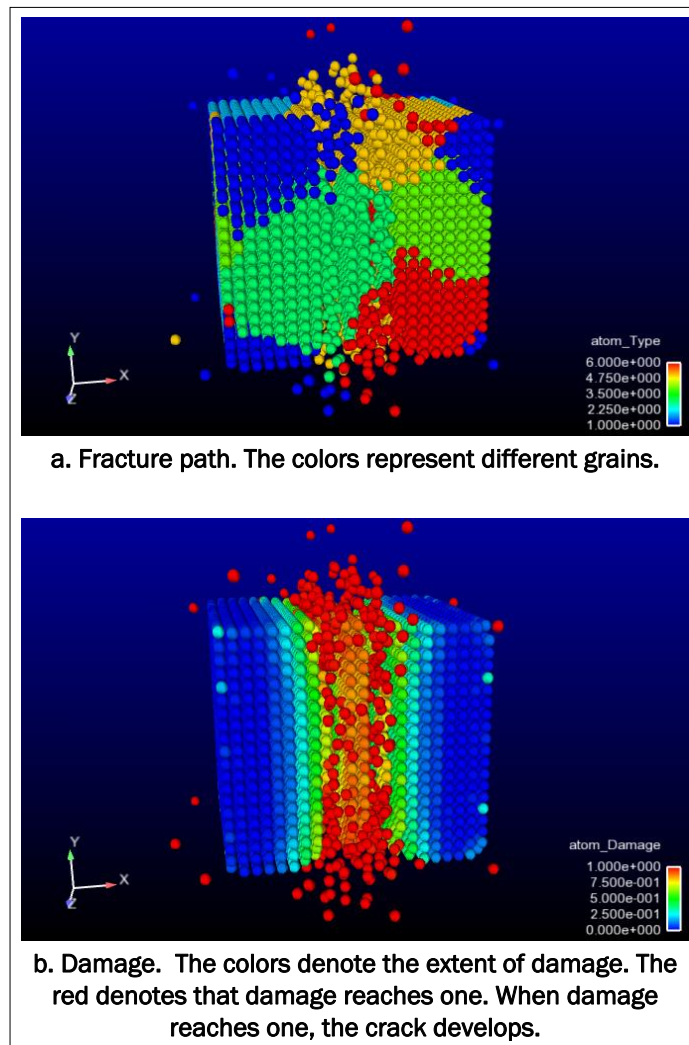 Y
X
Z
atom_Type
6.000e+000
4.750e+000
3.500e+000
2.250e+000
1.000e+000
a. Fracture path. The colors represent different grains.
Y
X
Z
atom_Damage
1.000e+000
7.500e-001
5.000e-001
2.500e-001
0.000e+000
b. Damage.  The colors denote the extent of damage. The
red denotes that damage reaches one. When damage
reaches one, the crack develops.